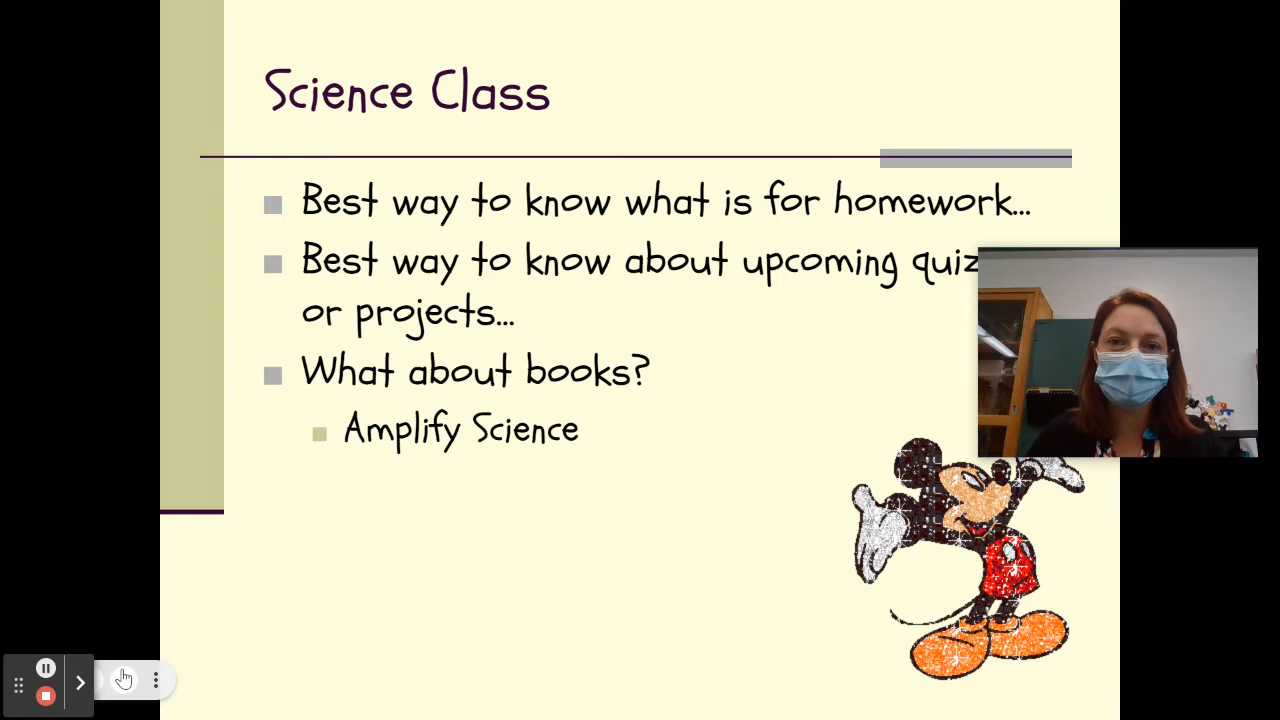 Science Class
Best way to know what is for homework...
Best way to know about upcoming
or projects...
What about books?
Amplify Science